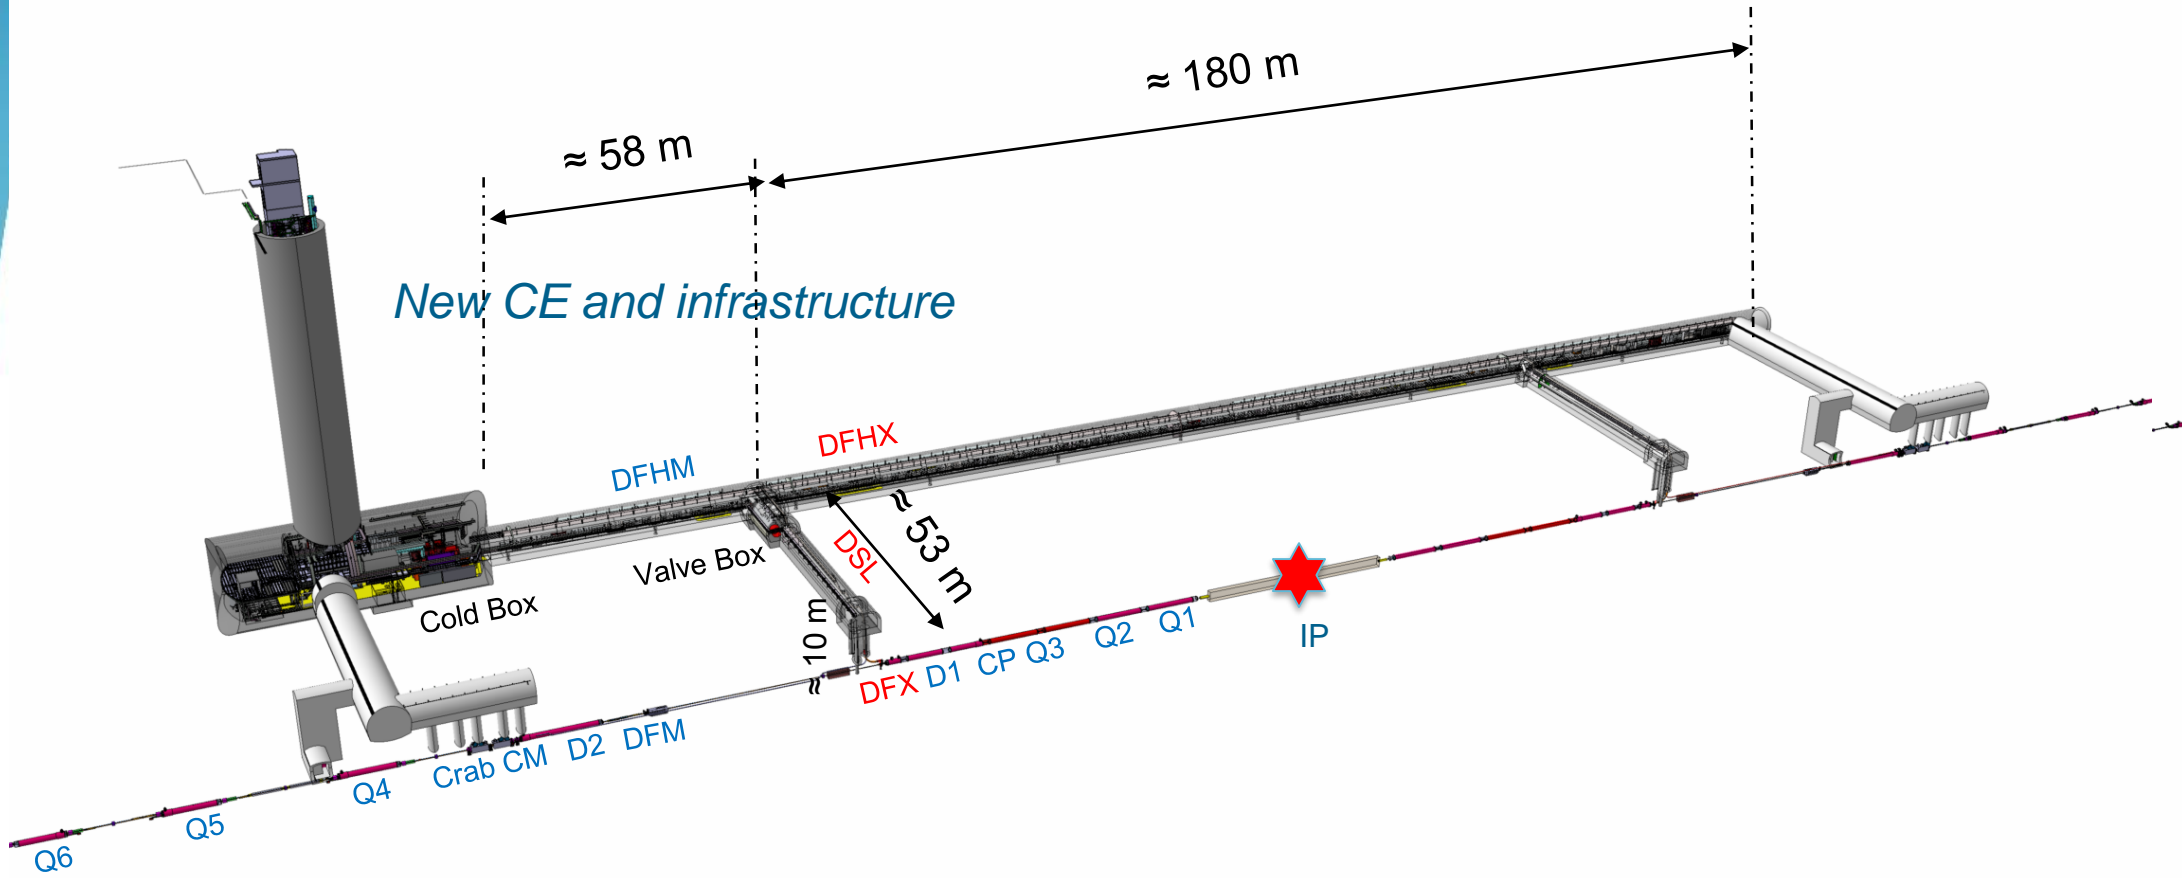 ≈ 180 m
≈ 58 m
New CE and infrastructure
DFHX
DFHM
≈ 53 m
DSL
Valve Box
Cold Box
≈ 10 m
IP
Q1
Q2
Q3
CP
D1
DFX
DFM
D2
Crab CM
Q4
Q5
Q6